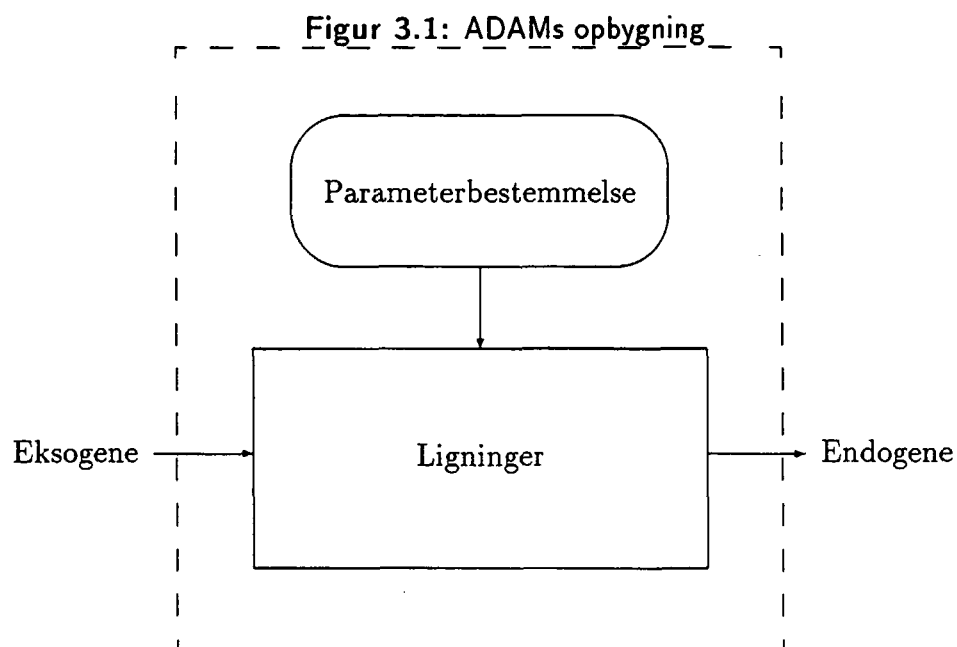 Figur 3.1: ADAMs opbygning
Parameterbestemmelse
Eksogene
Ligninger
Endogene